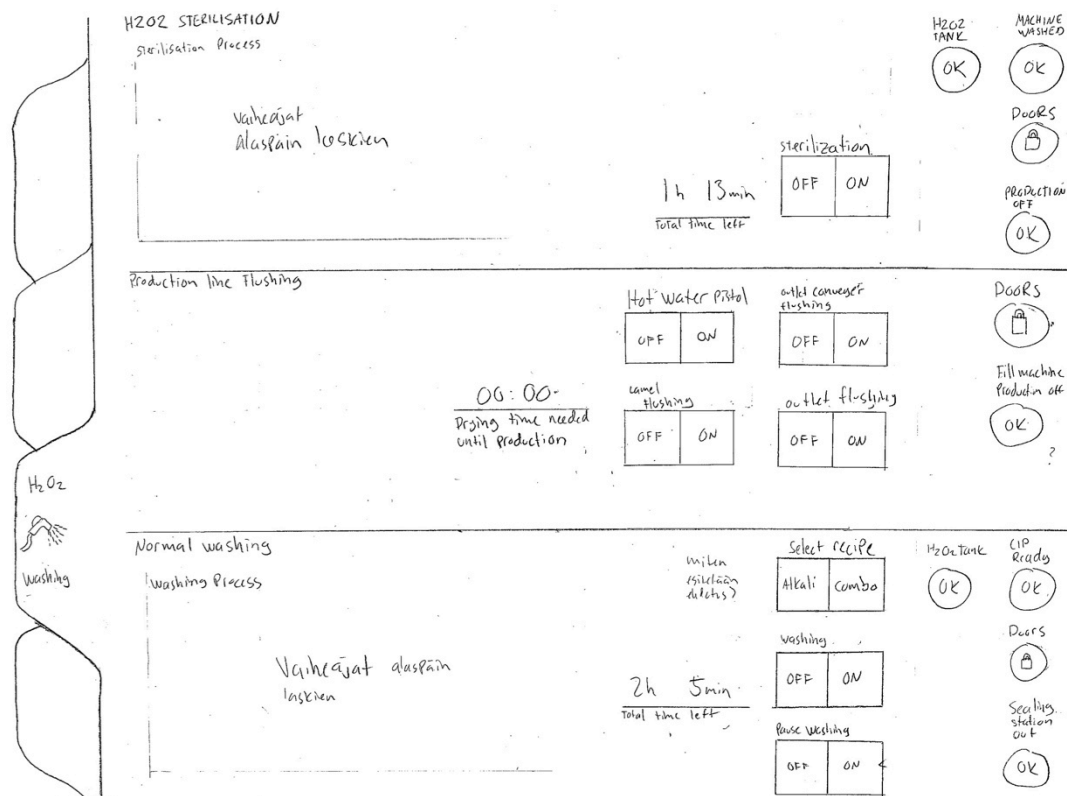 H2O2 STERILISATION
Sterilisation Process
vaiheajat
alaspäin laskien
1h 13min
Total time left
sterilization
OFF ON
H2O2
TANK
OK
MACHINE
WASHED
OK
DOORS
PRODUCTION
OFF
OK
Production line flushing
00:00
Drying time needed
until production
Hot water pistol
OFF ON
outlet conveyer
flushing
OFF ON
camel
flushing
OFF ON
outlet flushing
OFF ON
DOORS
?
Fill machine
Production off
OK
?
H2O2
Washing
Normal washing
Washing Process
Vaiheajat alaspäin
laskien
miten
2h 5min
Total time left
Select recipe
Alkali Combo
washing
OFF ON
Pause washing
OFF ON
H2O2 Tank
OK
CIP
Ready
OK
Doors
Sealing
station
out
OK